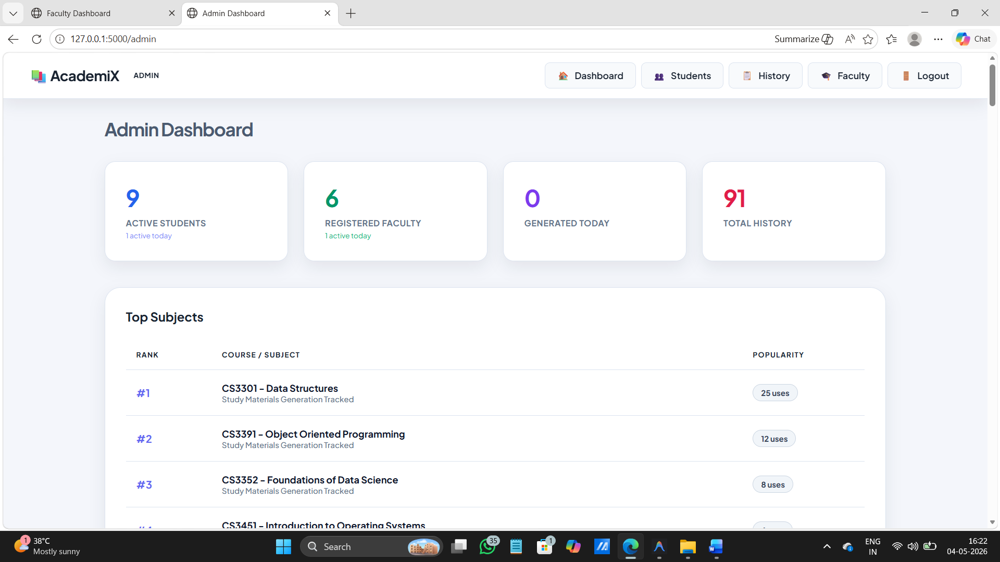 Faculty Dashboard
Admin Dashboard
127.0.0.1:5000/admin
Summarize
Chat
AcademiX
ADMIN
Dashboard
Students
History
Faculty
Logout
Admin Dashboard
9
ACTIVE STUDENTS
1 active today
6
REGISTERED FACULTY
1 active today
0
GENERATED TODAY
91
TOTAL HISTORY
Top Subjects
RANK
COURSE / SUBJECT
POPULARITY
#1
CS3301 - Data Structures
Study Materials Generation Tracked
25 uses
#2
CS3391 - Object Oriented Programming
Study Materials Generation Tracked
12 uses
#3
CS3352 - Foundations of Data Science
Study Materials Generation Tracked
8 uses
CS3451 - Introduction to Operating Systems
1
38°C
Mostly sunny
Search
35
1
ENG
IN
16:22
04-05-2026